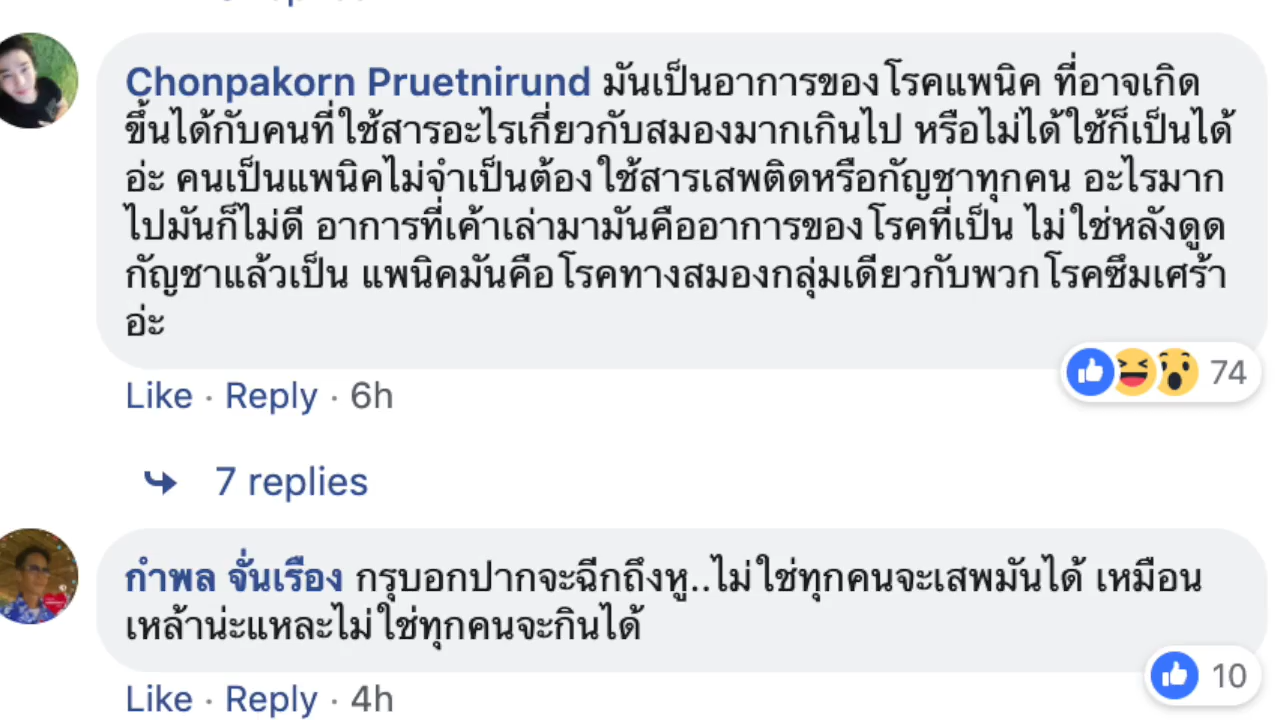 Chonpakorn Pruetnirund มันเป็นอาการของโรคแพนิค ที่อาจเกิด
ขึ้นได้กับคนที่ใช้สารอะไรเกี่ยวกับสมองมากเกินไป หรือไม่ได้ใช้ก็เป็นได้
อ่ะ คนเป็นแพนิคไม่จำเป็นต้องใช้สารเสพติดหรือกัญชาทุกคน อะไรมาก
ไปมันก็ไม่ดี อาการที่เค้าเล่ามามันคืออาการของโรคที่เป็น ไม่ใช่หลังดูด
กัญชาแล้วเป็น แพนิคมันคือโรคทางสมองกลุ่มเดียวกับพวกโรคซึมเศร้า
อ่ะ
74
Like · Reply · 6h
7 replies
กำพล จั่นเรือง กรุบอกปากจะฉีกถึงหู..ไม่ใช่ทุกคนจะเสพมันได้ เหมือน
เหล้าน่ะแหละไม่ใช่ทุกคนจะกินได้
10
Like · Reply · 4h